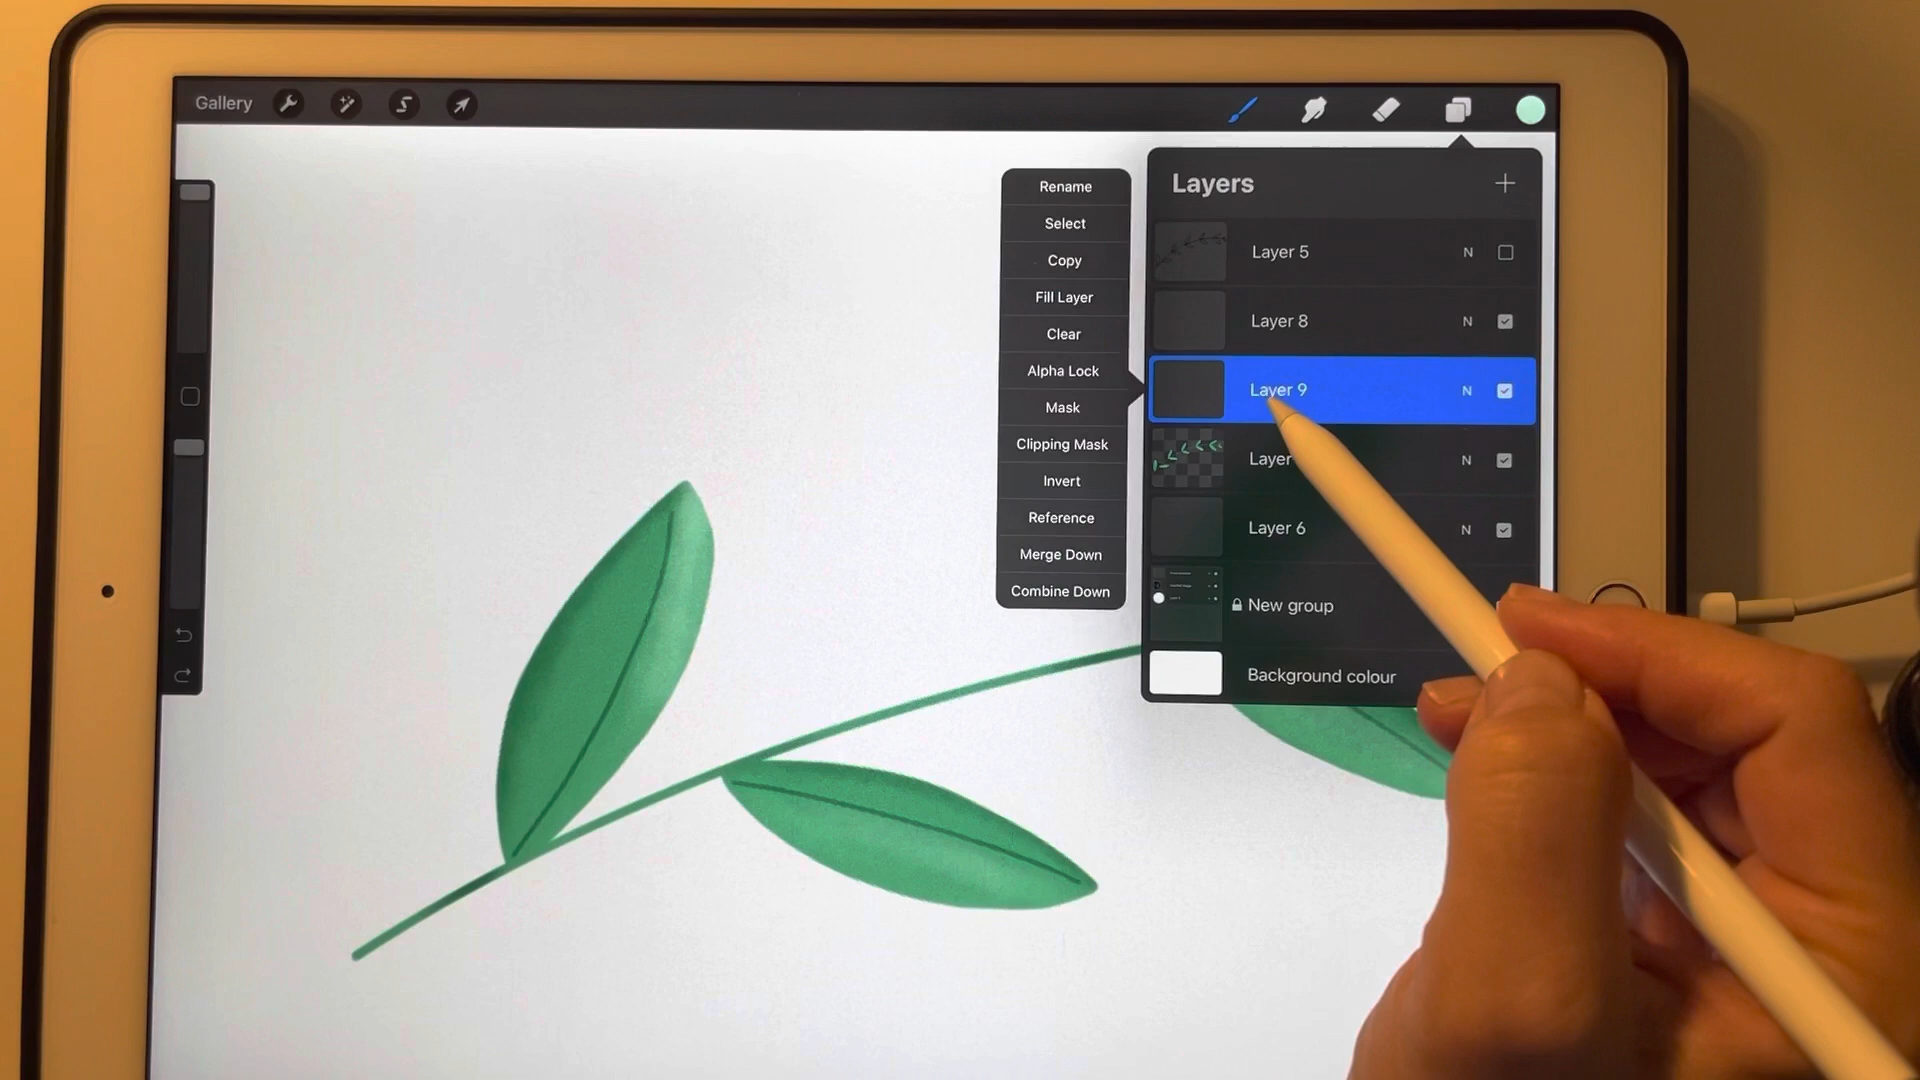 Gallery
Layers
Rename
Select
Copy
Fill Layer
Clear
Alpha Lock
Mask
Clipping Mask
Invert
Reference
Merge Down
Combine Down
Layer 5 N
Layer 8 N
Layer 9 N
Layer N
Layer 6 N
New group
Background colour